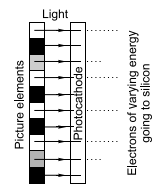 Light
Picture elements
Photocathode
Electrons of varying energy
going to silicon